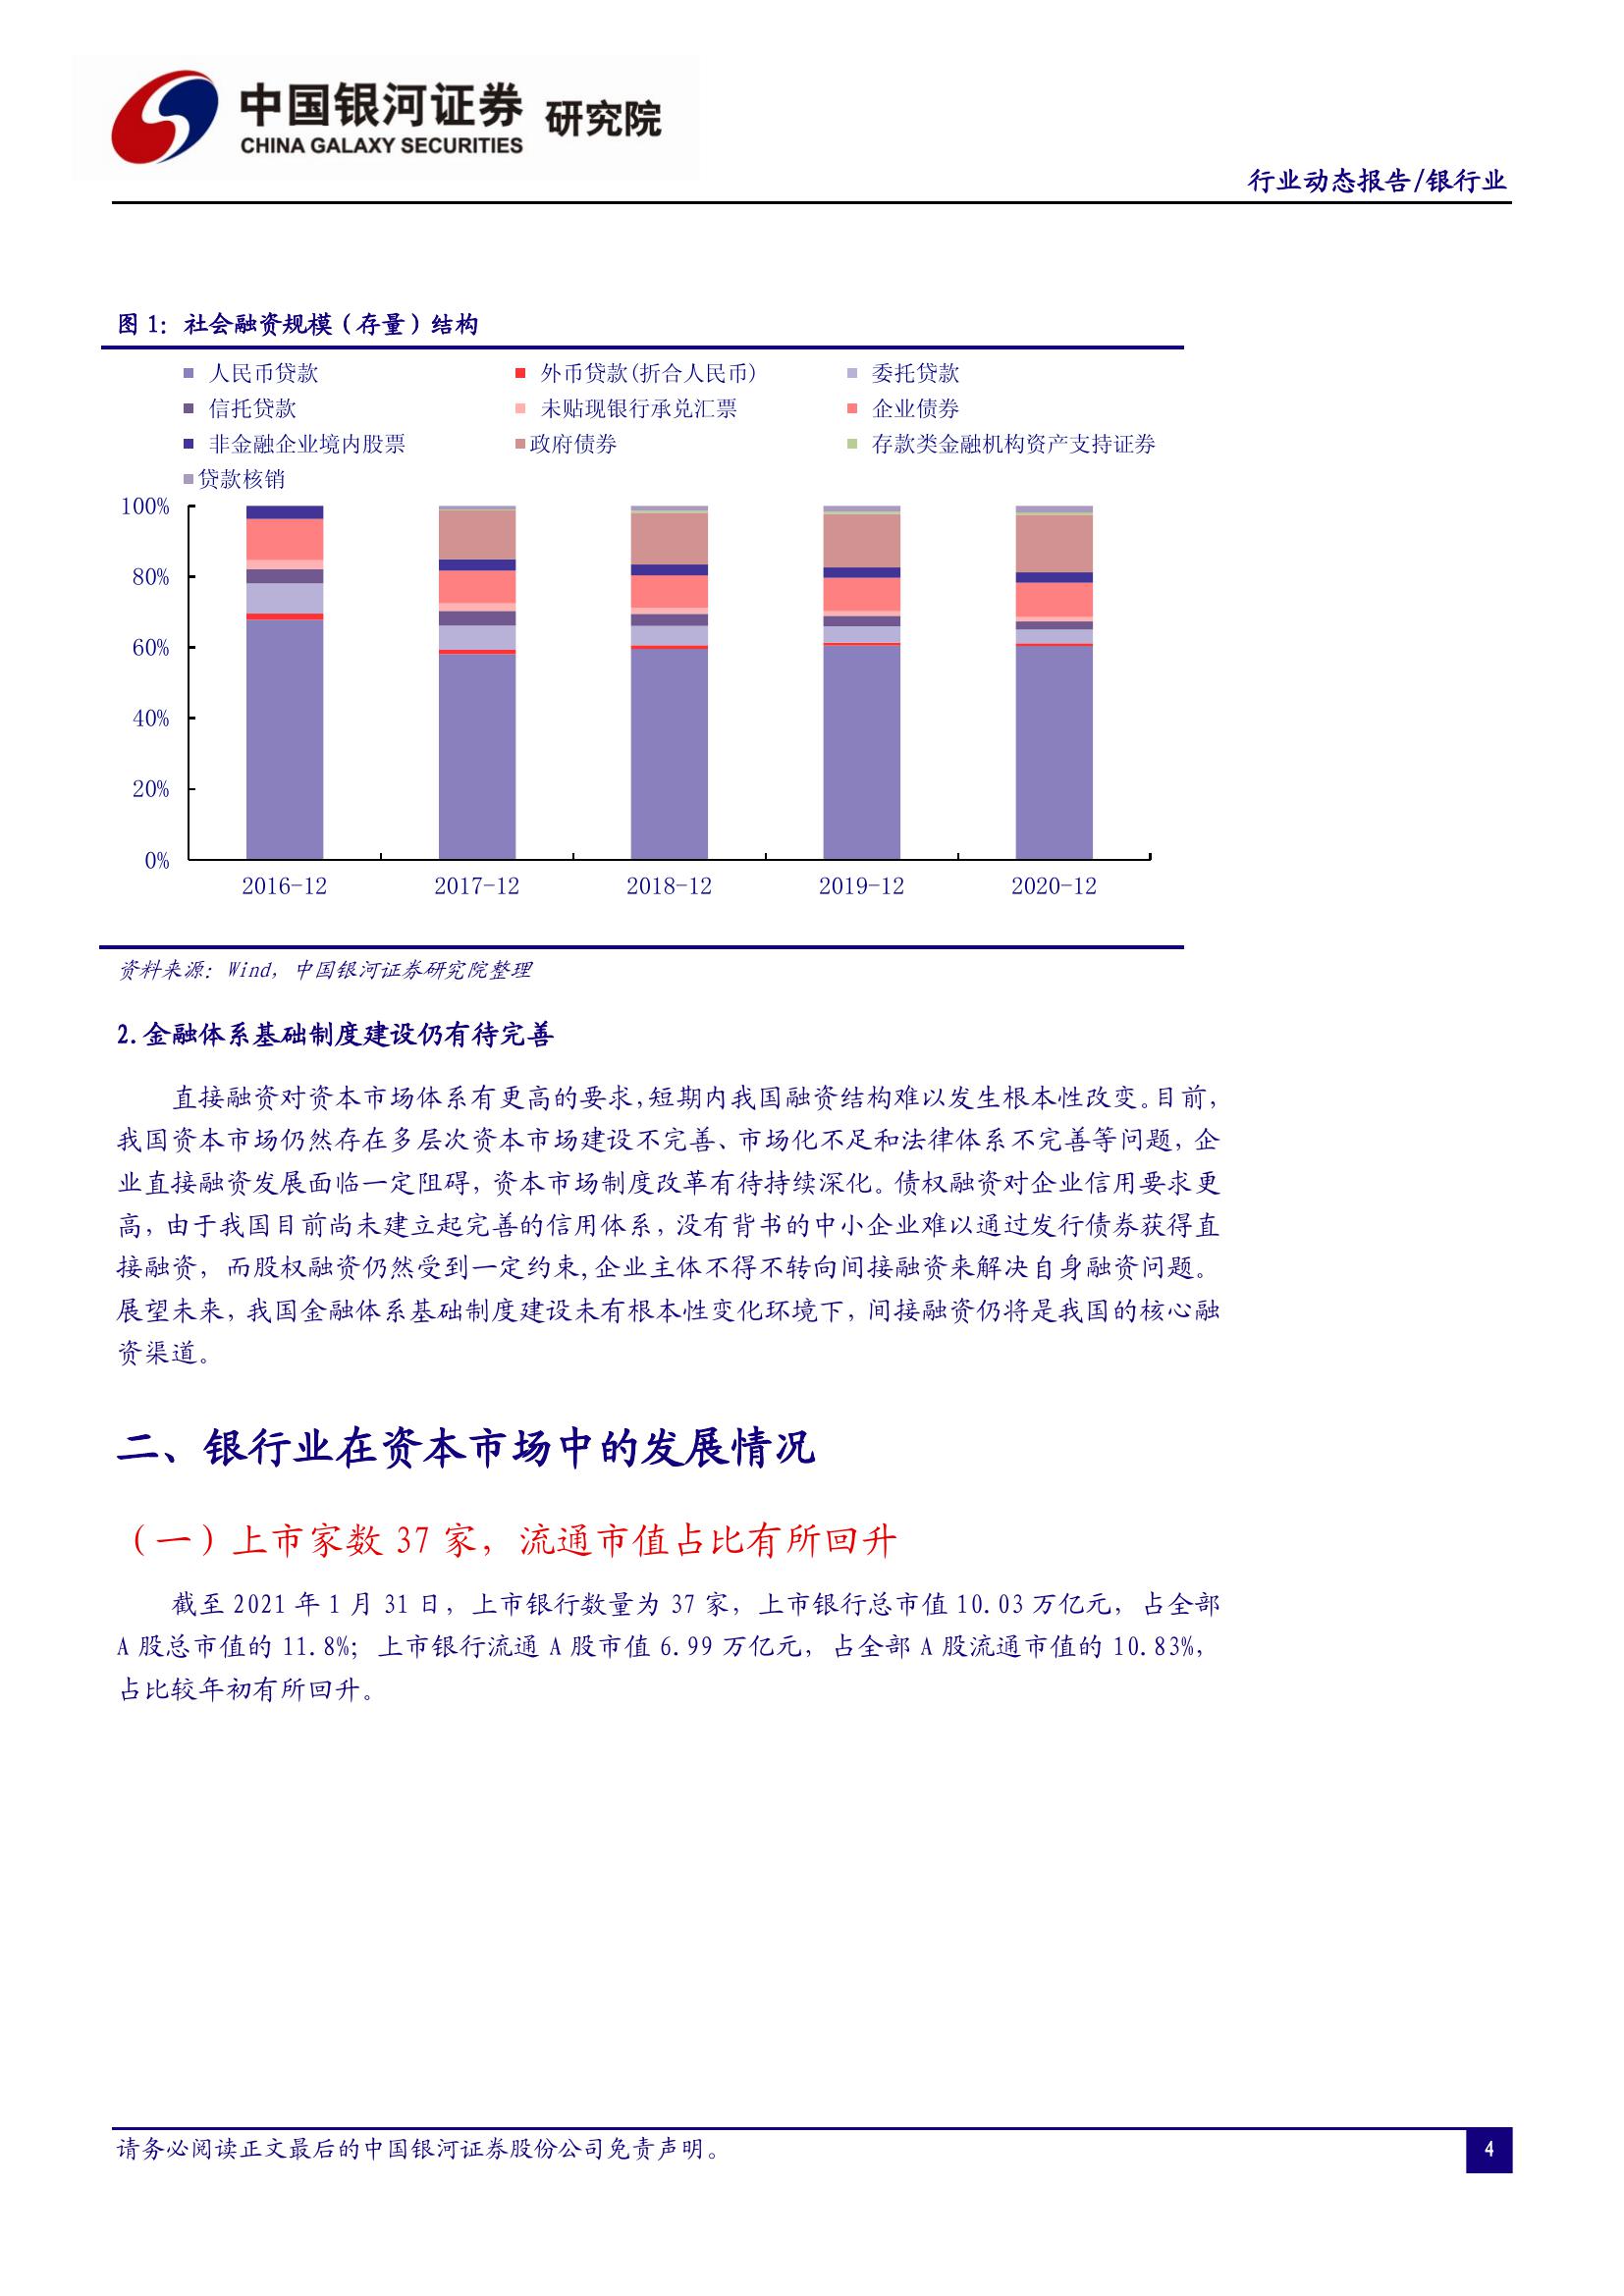 中国银河证券 研究院
CHINA GALAXY SECURITIES
行业动态报告/银行业
图 1：社会融资规模（存量）结构
人民币贷款 外币贷款(折合人民币) 委托贷款
信托贷款 未贴现银行承兑汇票 企业债券
非金融企业境内股票 政府债券 存款类金融机构资产支持证券
贷款核销
100%
80%
60%
40%
20%
0%
2016-12 2017-12 2018-12 2019-12 2020-12
资料来源：Wind，中国银河证券研究院整理
2.金融体系基础制度建设仍有待完善
直接融资对资本市场体系有更高的要求,短期内我国融资结构难以发生根本性改变。目前，
我国资本市场仍然存在多层次资本市场建设不完善、市场化不足和法律体系不完善等问题，企
业直接融资发展面临一定阻碍，资本市场制度改革有待持续深化。债权融资对企业信用要求更
高，由于我国目前尚未建立起完善的信用体系，没有背书的中小企业难以通过发行债券获得直
接融资，而股权融资仍然受到一定约束,企业主体不得不转向间接融资来解决自身融资问题。
展望未来，我国金融体系基础制度建设未有根本性变化环境下，间接融资仍将是我国的核心融
资渠道。
二、银行业在资本市场中的发展情况
（一）上市家数 37 家，流通市值占比有所回升
截至 2021 年 1 月 31 日，上市银行数量为 37 家，上市银行总市值 10.03 万亿元，占全部
A 股总市值的 11.8%；上市银行流通 A 股市值 6.99 万亿元，占全部 A 股流通市值的 10.83%，
占比较年初有所回升。
请务必阅读正文最后的中国银河证券股份公司免责声明。
4